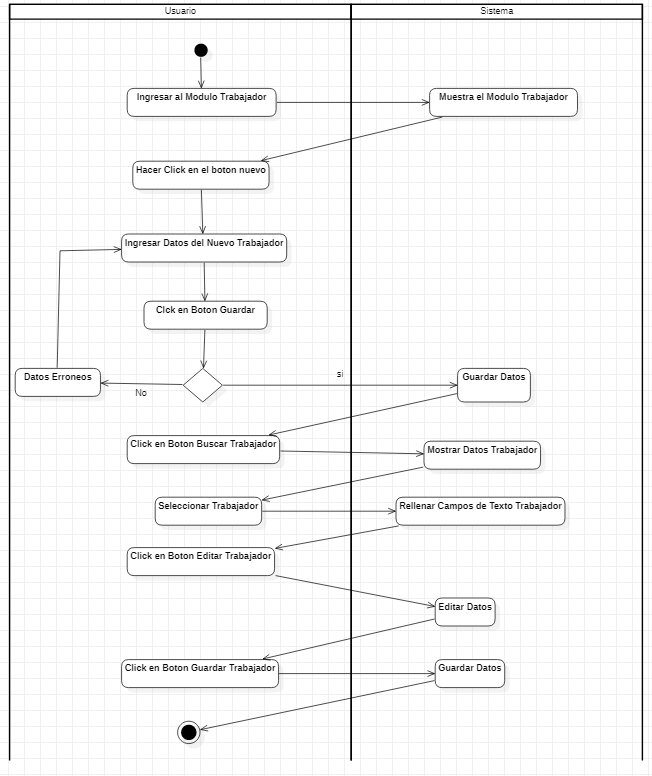 Usuario
Sistema
Ingresar al Modulo Trabajador
Muestra el Modulo Trabajador
Hacer Click en el boton nuevo
Ingresar Datos del Nuevo Trabajador
Clck en Boton Guardar
Datos Erroneos
No
si
Guardar Datos
Click en Boton Buscar Trabajador
Mostrar Datos Trabajador
Seleccionar Trabajador
Rellenar Campos de Texto Trabajador
Click en Boton Editar Trabajador
Editar Datos
Click en Boton Guardar Trabajador
Guardar Datos